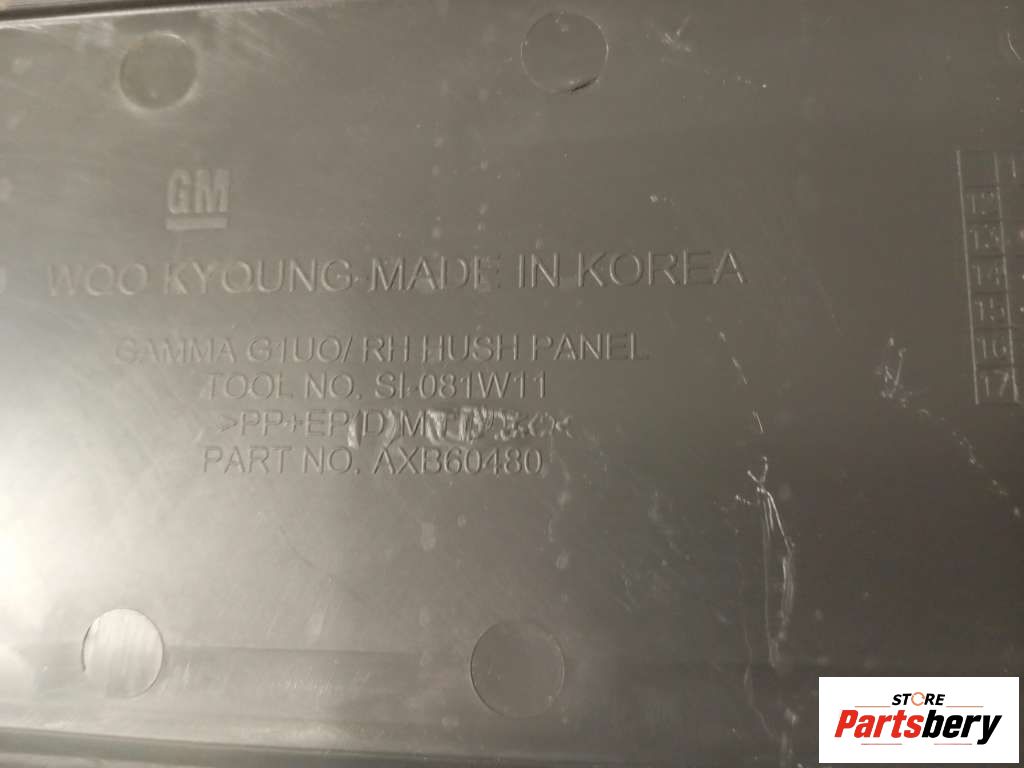 GM
WOO KYOUNG-MADE IN KOREA
GAMMA G1UO/ RH HUSH PANEL
TOOL NO. SI-081W11
PART NO. AXB60480
13
14
15
16
17
STORE
Partsbery